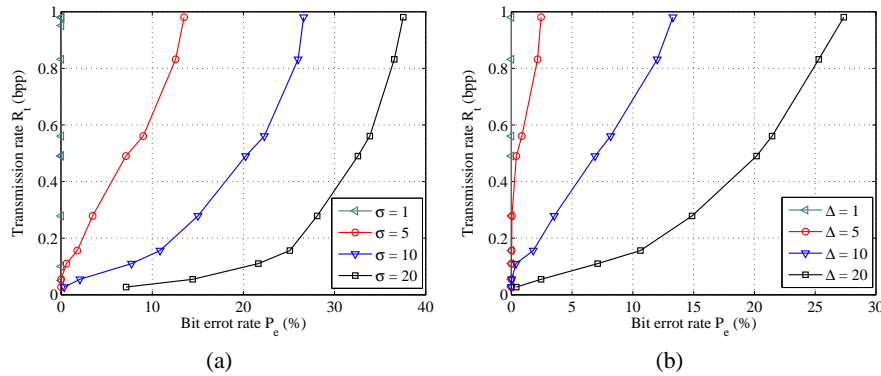 1
0.8
0.6
0.4
0.2
0
0
10
20
30
40
Transmission rate R_t (bpp)
Bit errot rate P_e (%)
σ = 1
σ = 5
σ = 10
σ = 20
(a)
1
0.8
0.6
0.4
0.2
0
0
5
10
15
20
25
30
Transmission rate R_t (bpp)
Bit errot rate P_e (%)
Δ = 1
Δ = 5
Δ = 10
Δ = 20
(b)